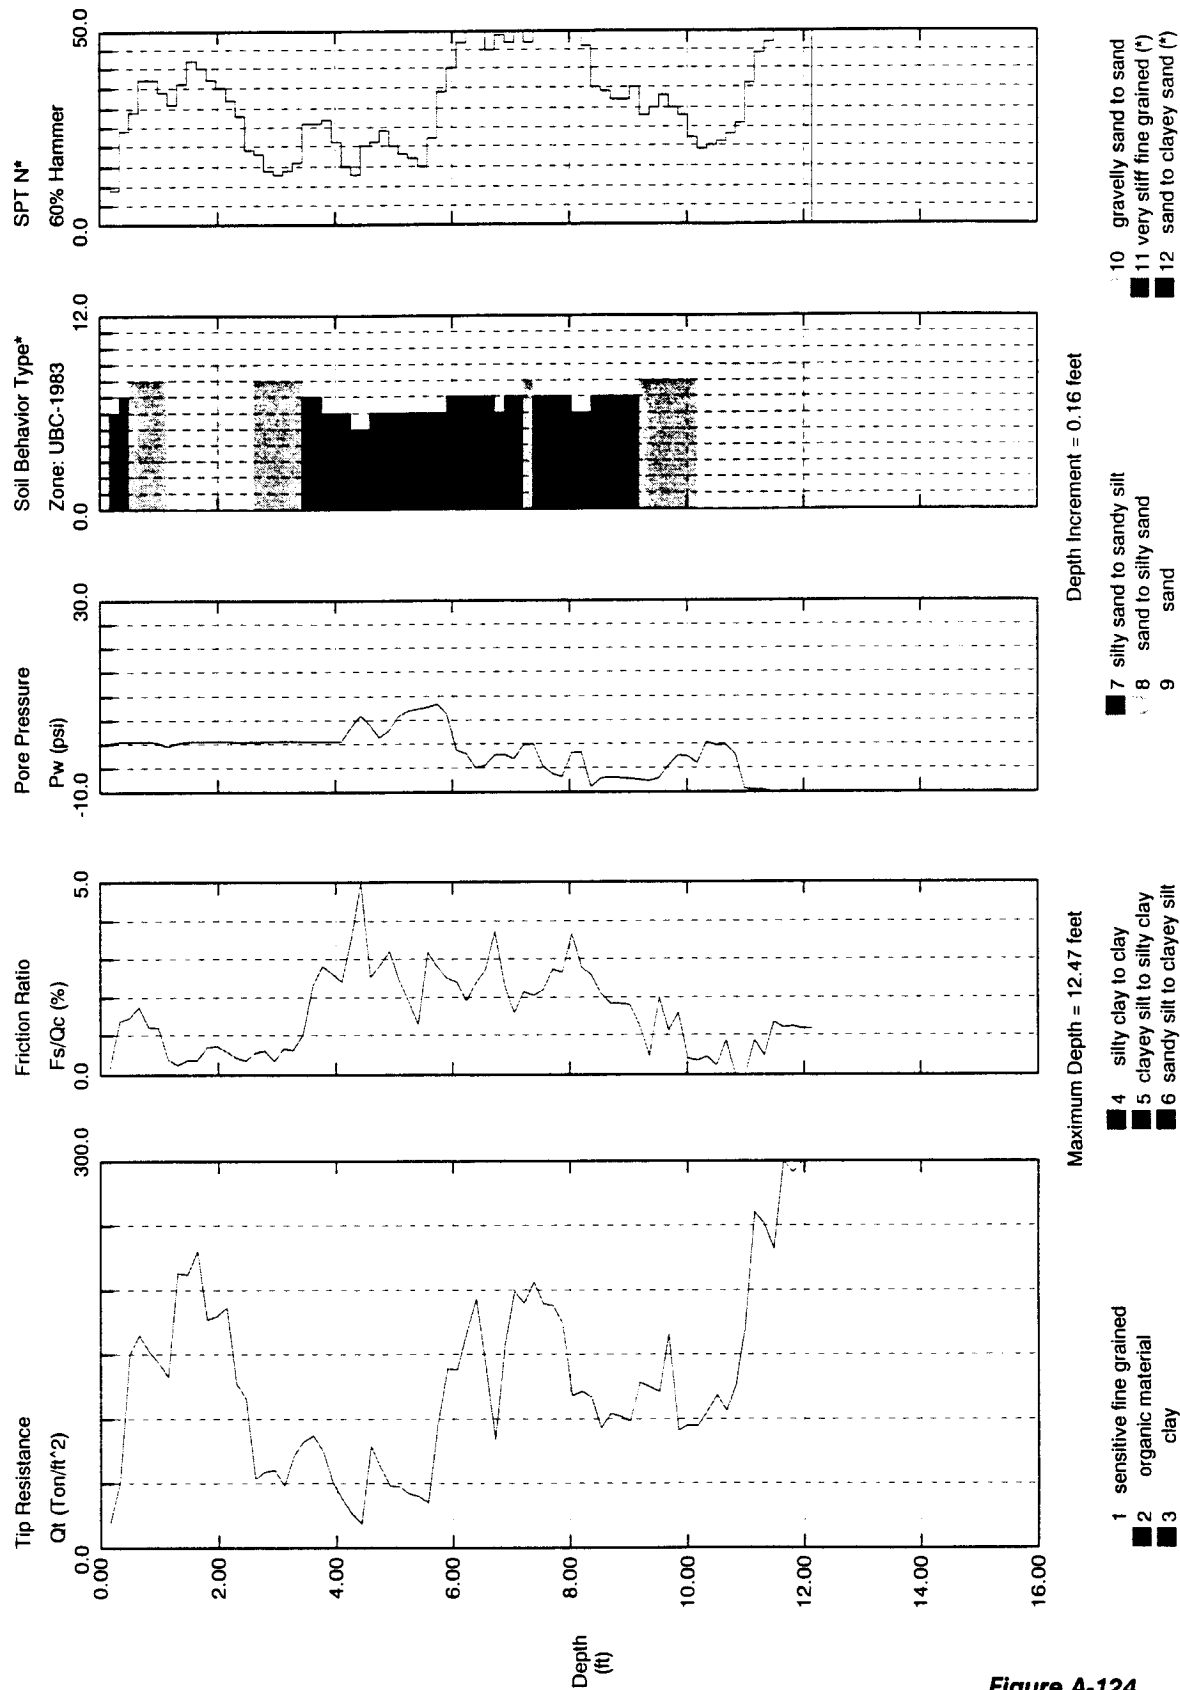 Tip Resistance
Qt (Ton/ft^2)
0.0
300.0
Friction Ratio
Fs/Qc (%)
0.0
5.0
Pore Pressure
Pw (psi)
-10.0
30.0
Soil Behavior Type*
Zone: UBC-1983
0.0
12.0
SPT N*
60% Hammer
0.0
50.0
0.00
2.00
4.00
6.00
8.00
10.00
12.00
14.00
16.00
Depth
(ft)
Maximum Depth = 12.47 feet
Depth Increment = 0.16 feet
1 sensitive fine grained
2 organic material
3 clay
4 silty clay to clay
5 clayey silt to silty clay
6 sandy silt to clayey silt
7 silty sand to sandy silt
8 sand to silty sand
9 sand
10 gravelly sand to sand
11 very stiff fine grained (*)
12 sand to clayey sand (*)
Figure A-124